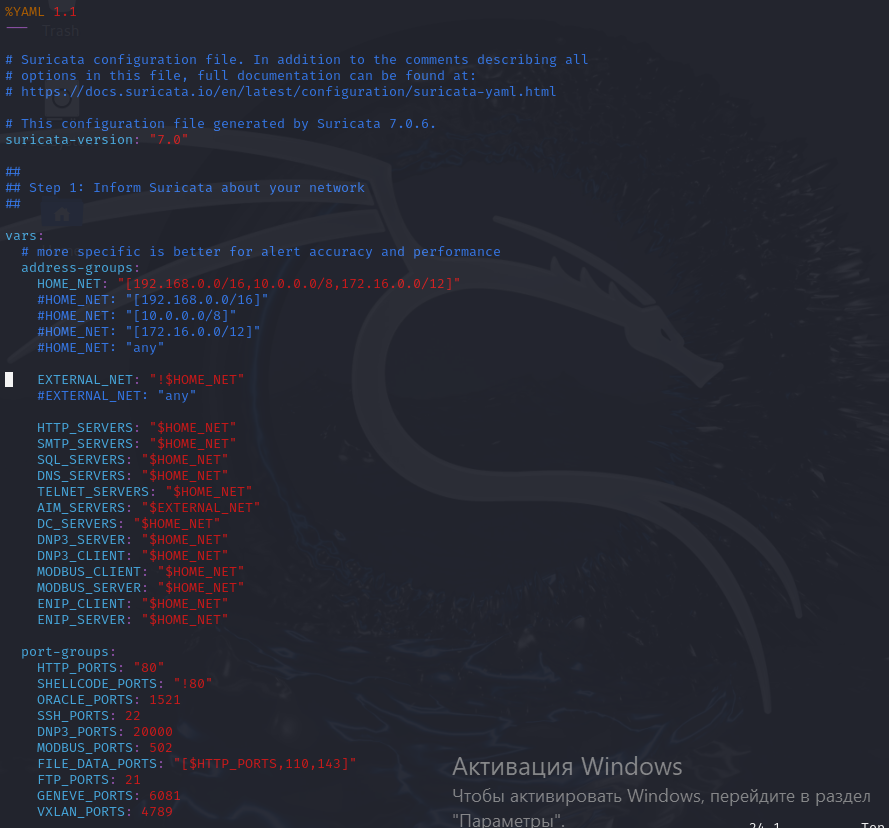 %YAML 1.1
---
Trash
# Suricata configuration file. In addition to the comments describing all
# options in this file, full documentation can be found at:
# https://docs.suricata.io/en/latest/configuration/suricata-yaml.html
# This configuration file generated by Suricata 7.0.6.
suricata-version: "7.0"
##
## Step 1: Inform Suricata about your network
##
vars:
# more specific is better for alert accuracy and performance
address-groups:
HOME_NET: "[192.168.0.0/16,10.0.0.0/8,172.16.0.0/12]"
#HOME_NET: "[192.168.0.0/16]"
#HOME_NET: "[10.0.0.0/8]"
#HOME_NET: "[172.16.0.0/12]"
#HOME_NET: "any"
EXTERNAL_NET: "!$HOME_NET"
#EXTERNAL_NET: "any"
HTTP_SERVERS: "$HOME_NET"
SMTP_SERVERS: "$HOME_NET"
SQL_SERVERS: "$HOME_NET"
DNS_SERVERS: "$HOME_NET"
TELNET_SERVERS: "$HOME_NET"
AIM_SERVERS: "$EXTERNAL_NET"
DC_SERVERS: "$HOME_NET"
DNP3_SERVER: "$HOME_NET"
DNP3_CLIENT: "$HOME_NET"
MODBUS_CLIENT: "$HOME_NET"
MODBUS_SERVER: "$HOME_NET"
ENIP_CLIENT: "$HOME_NET"
ENIP_SERVER: "$HOME_NET"
port-groups:
HTTP_PORTS: "80"
SHELLCODE_PORTS: "!80"
ORACLE_PORTS: 1521
SSH_PORTS: 22
DNP3_PORTS: 20000
MODBUS_PORTS: 502
FILE_DATA_PORTS: "[$HTTP_PORTS,110,143]"
FTP_PORTS: 21
GENEVE_PORTS: 6081
VXLAN_PORTS: 4789
Активация Windows
Чтобы активировать Windows, перейдите в раздел
"Параметры".
24,1 Top